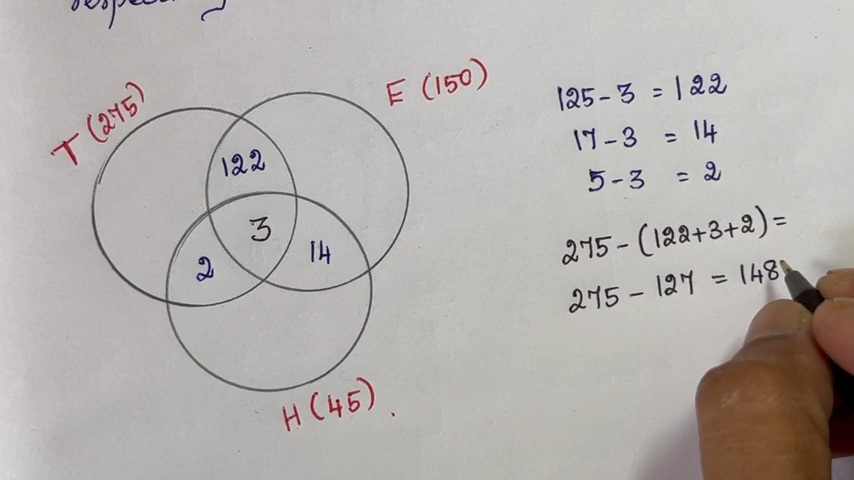 T (275)
E (150)
122
3
2
14
H (45).
125 - 3 = 122
17 - 3 = 14
5 - 3 = 2
275 - (122+3+2) =
275 - 127 = 148